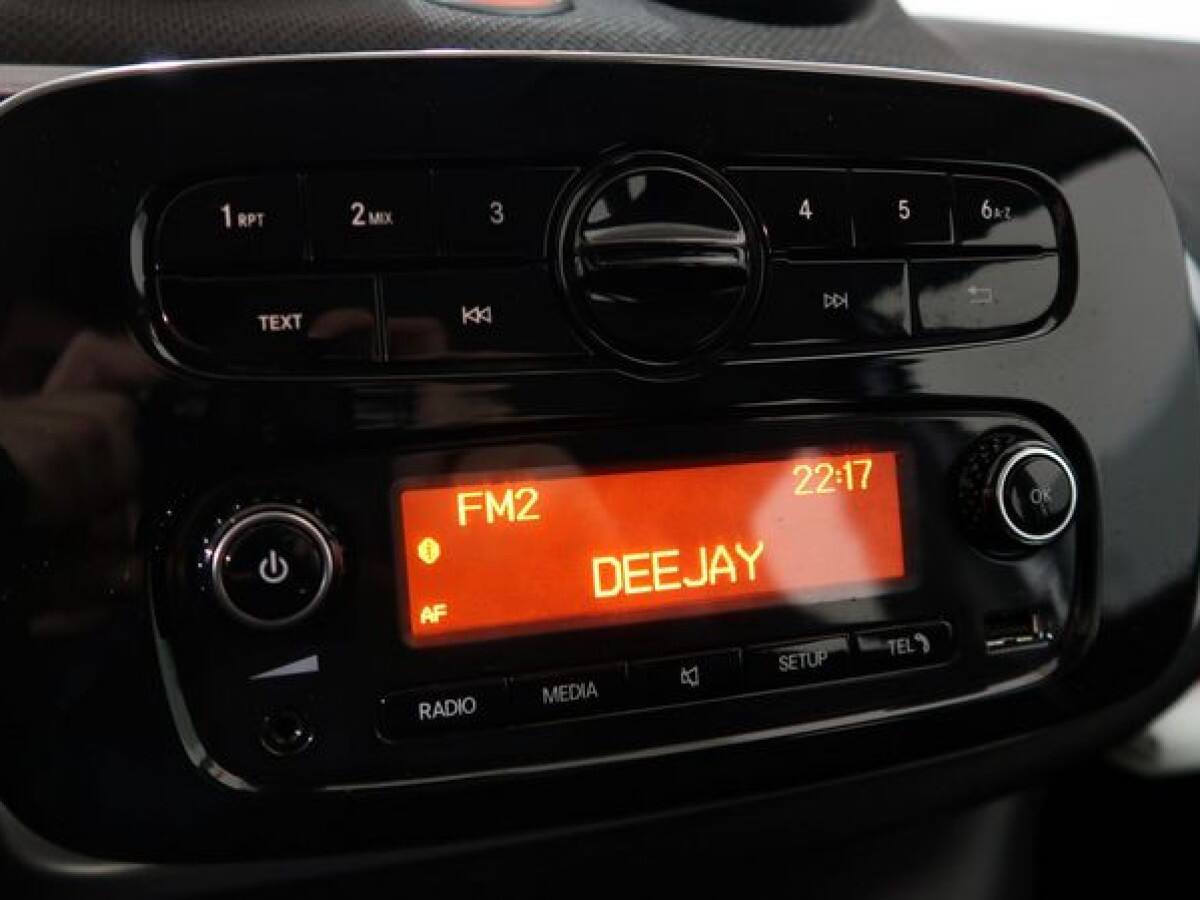 1 RPT 2 MIX 3 4 5 6 A-Z
TEXT
FM2 22:17
DEEJAY
AF
OK
RADIO MEDIA SETUP TEL